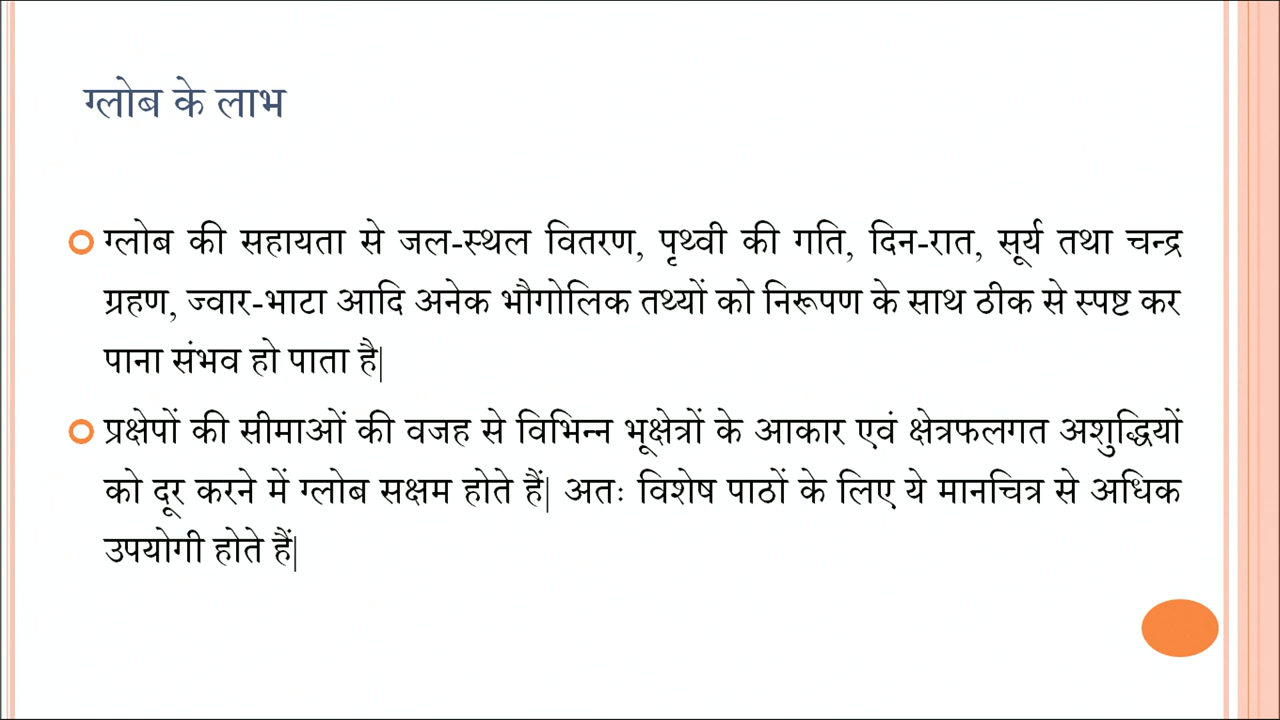 ग्लोब के लाभ
ग्लोब की सहायता से जल-स्थल वितरण, पृथ्वी की गति, दिन-रात, सूर्य तथा चन्द्र
ग्रहण, ज्वार-भाटा आदि अनेक भौगोलिक तथ्यों को निरूपण के साथ ठीक से स्पष्ट कर
पाना संभव हो पाता है|
प्रक्षेपों की सीमाओं की वजह से विभिन्न भूक्षेत्रों के आकार एवं क्षेत्रफलगत अशुद्धियों
को दूर करने में ग्लोब सक्षम होते हैं| अतः विशेष पाठों के लिए ये मानचित्र से अधिक
उपयोगी होते हैं|